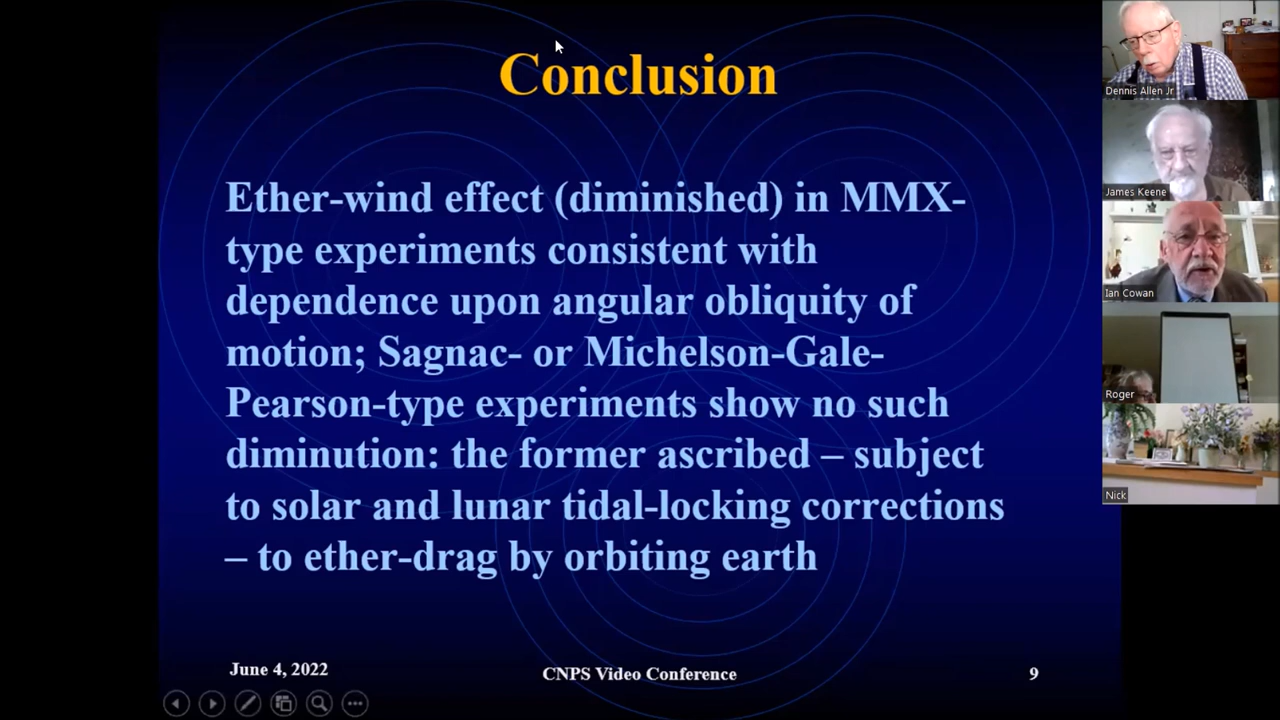 Conclusion
Ether-wind effect (diminished) in MMX-
type experiments consistent with
dependence upon angular obliquity of
motion; Sagnac- or Michelson-Gale-
Pearson-type experiments show no such
diminution: the former ascribed – subject
to solar and lunar tidal-locking corrections
– to ether-drag by orbiting earth
June 4, 2022
CNPS Video Conference
9
Dennis Allen Jr
James Keene
Ian Cowan
Roger
Nick